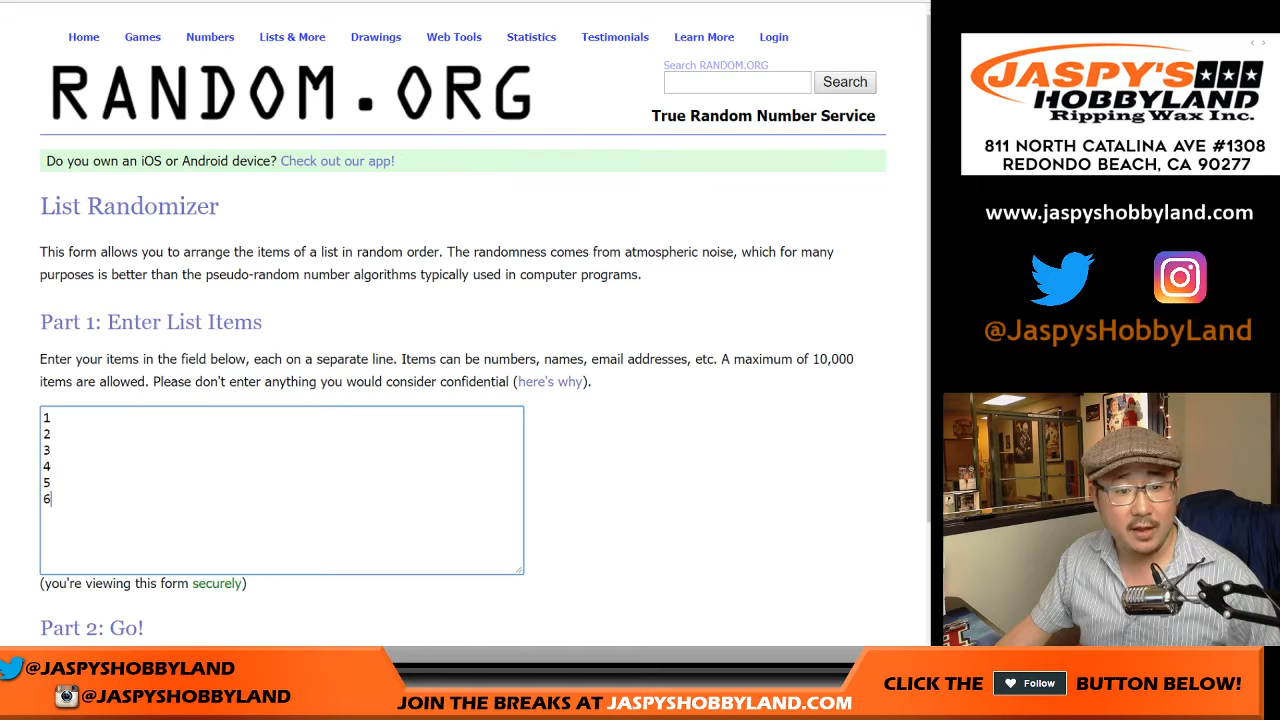 Home Games Numbers Lists & More Drawings Web Tools Statistics Testimonials Learn More Login
RANDOM.ORG
Search RANDOM.ORG
Search
True Random Number Service
Do you own an iOS or Android device? Check out our app!
List Randomizer
This form allows you to arrange the items of a list in random order. The randomness comes from atmospheric noise, which for many
purposes is better than the pseudo-random number algorithms typically used in computer programs.
Part 1: Enter List Items
Enter your items in the field below, each on a separate line. Items can be numbers, names, email addresses, etc. A maximum of 10,000
items are allowed. Please don't enter anything you would consider confidential (here's why).
1
2
3
4
5
6
(you're viewing this form securely)
Part 2: Go!
JASPY'S
HOBBYLAND
Ripping Wax Inc.
811 NORTH CATALINA AVE #1308
REDONDO BEACH, CA 90277
www.jaspyshobbyland.com
@JaspysHobbyLand
@JASPYSHOBBYLAND
@JASPYSHOBBYLAND
JOIN THE BREAKS AT JASPYSHOBBYLAND.COM
CLICK THE Follow BUTTON BELOW!